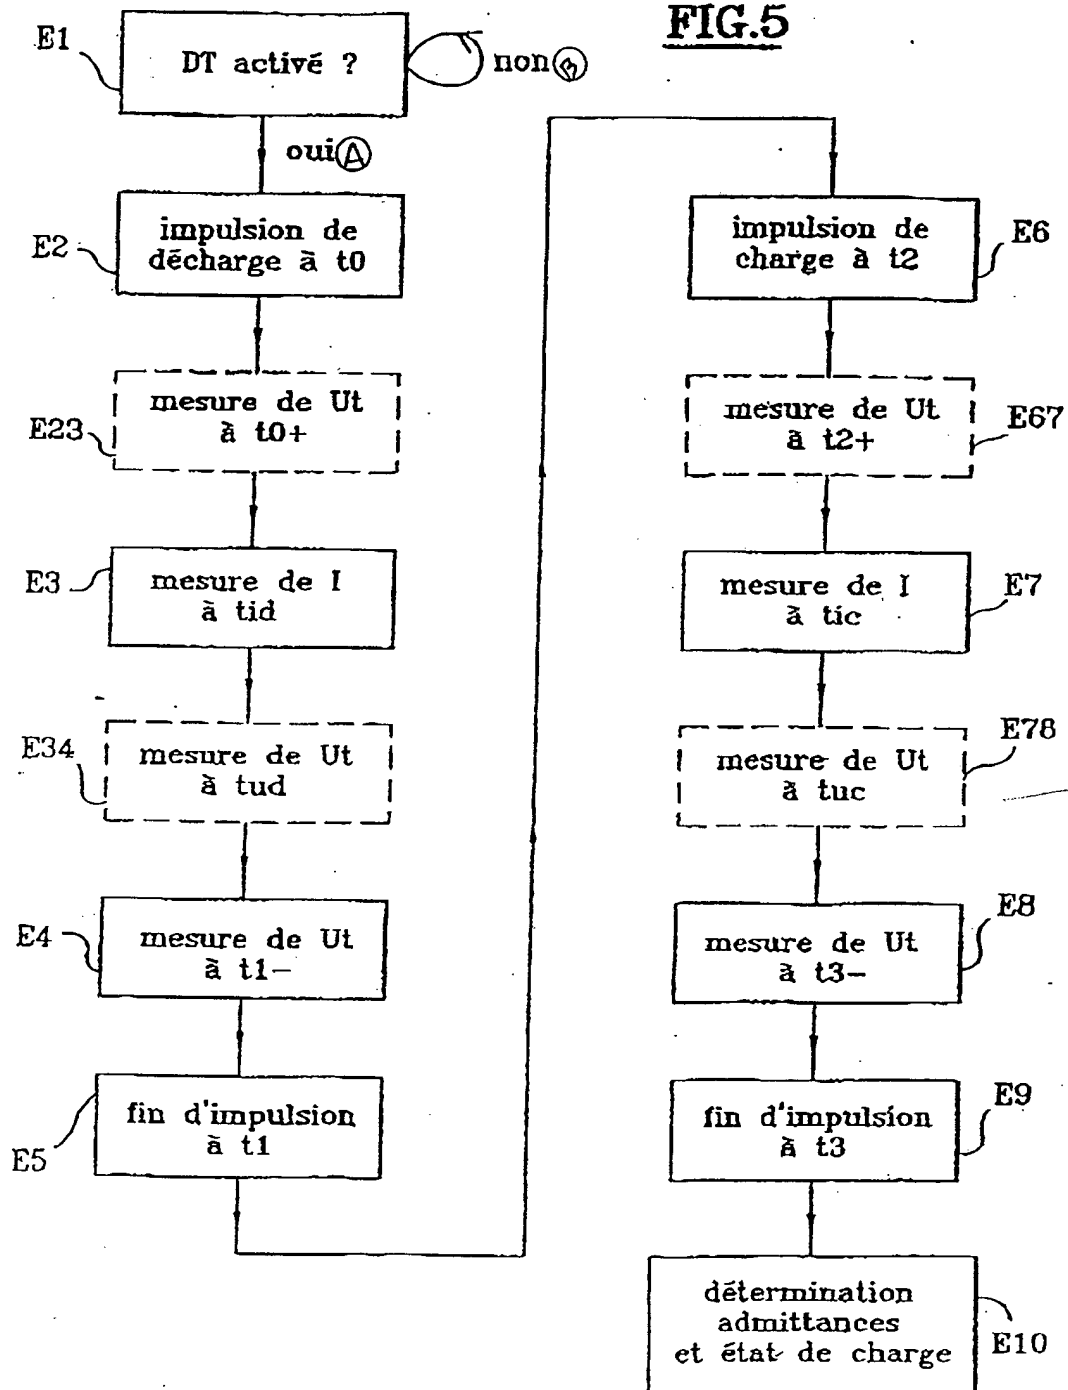 FIG.5
E1
DT activé ?
non B
oui A
E2
impulsion de
décharge à t0
E23
mesure de Ut
à t0+
E3
mesure de I
à tid
E34
mesure de Ut
à tud
E4
mesure de Ut
à t1-
E5
fin d'impulsion
à t1
impulsion de
charge à t2
E6
mesure de Ut
à t2+
E67
mesure de I
à tic
E7
mesure de Ut
à tuc
E78
mesure de Ut
à t3-
E8
fin d'impulsion
à t3
E9
détermination
admittances
et état de charge
E10